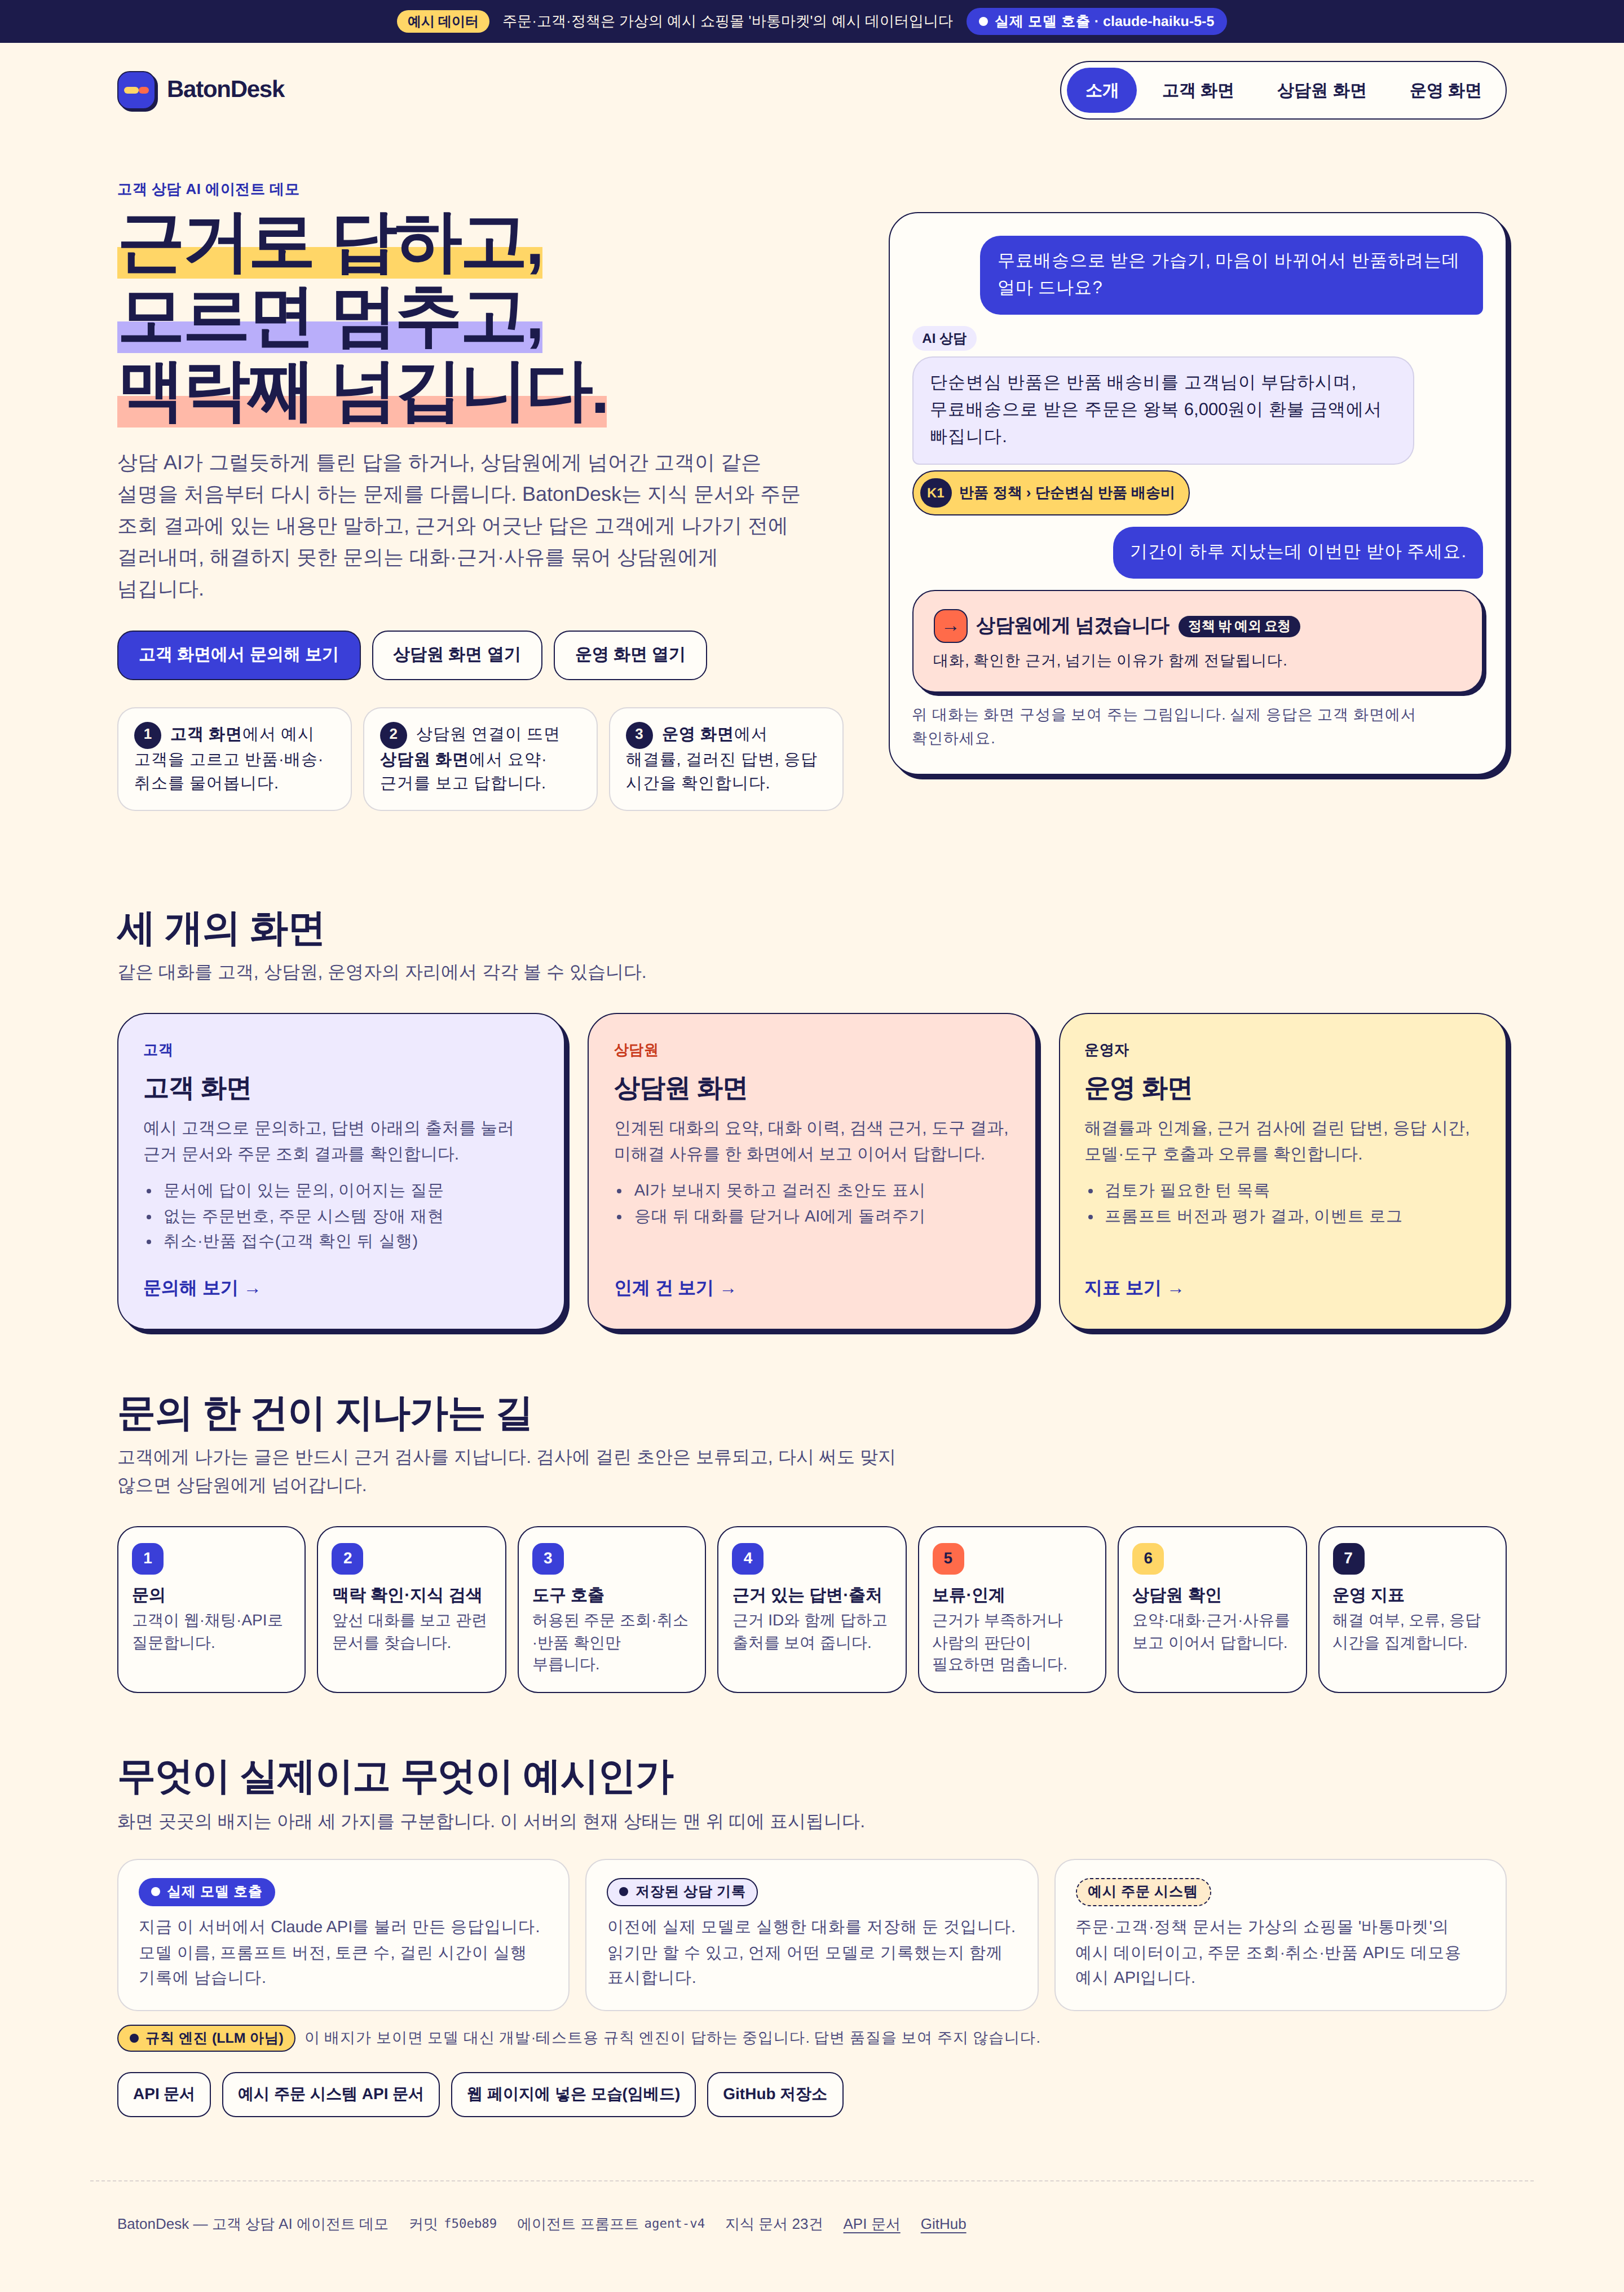 예시 데이터 주문·고객·정책은 가상의 예시 쇼핑몰 '바통마켓'의 예시 데이터입니다 실제 모델 호출 · claude-haiku-5-5
BatonDesk
소개 고객 화면 상담원 화면 운영 화면
고객 상담 AI 에이전트 데모
근거로 답하고,
모르면 멈추고,
맥락째 넘깁니다.
상담 AI가 그럴듯하게 틀린 답을 하거나, 상담원에게 넘어간 고객이 같은
설명을 처음부터 다시 하는 문제를 다룹니다. BatonDesk는 지식 문서와 주문
조회 결과에 있는 내용만 말하고, 근거와 어긋난 답은 고객에게 나가기 전에
걸러내며, 해결하지 못한 문의는 대화·근거·사유를 묶어 상담원에게
넘깁니다.
고객 화면에서 문의해 보기 상담원 화면 열기 운영 화면 열기
1 고객 화면에서 예시
고객을 고르고 반품·배송·
취소를 물어봅니다.
2 상담원 연결이 뜨면
상담원 화면에서 요약·
근거를 보고 답합니다.
3 운영 화면에서
해결률, 걸러진 답변, 응답
시간을 확인합니다.
무료배송으로 받은 가습기, 마음이 바뀌어서 반품하려는데
얼마 드나요?
AI 상담
단순변심 반품은 반품 배송비를 고객님이 부담하시며,
무료배송으로 받은 주문은 왕복 6,000원이 환불 금액에서
빠집니다.
K1 반품 정책 › 단순변심 반품 배송비
기간이 하루 지났는데 이번만 받아 주세요.
→ 상담원에게 넘겼습니다 정책 밖 예외 요청
대화, 확인한 근거, 넘기는 이유가 함께 전달됩니다.
위 대화는 화면 구성을 보여 주는 그림입니다. 실제 응답은 고객 화면에서
확인하세요.
세 개의 화면
같은 대화를 고객, 상담원, 운영자의 자리에서 각각 볼 수 있습니다.
고객
고객 화면
예시 고객으로 문의하고, 답변 아래의 출처를 눌러
근거 문서와 주문 조회 결과를 확인합니다.
• 문서에 답이 있는 문의, 이어지는 질문
• 없는 주문번호, 주문 시스템 장애 재현
• 취소·반품 접수(고객 확인 뒤 실행)
문의해 보기 →
상담원
상담원 화면
인계된 대화의 요약, 대화 이력, 검색 근거, 도구 결과,
미해결 사유를 한 화면에서 보고 이어서 답합니다.
• AI가 보내지 못하고 걸러진 초안도 표시
• 응대 뒤 대화를 닫거나 AI에게 돌려주기
인계 건 보기 →
운영자
운영 화면
해결률과 인계율, 근거 검사에 걸린 답변, 응답 시간,
모델·도구 호출과 오류를 확인합니다.
• 검토가 필요한 턴 목록
• 프롬프트 버전과 평가 결과, 이벤트 로그
지표 보기 →
문의 한 건이 지나가는 길
고객에게 나가는 글은 반드시 근거 검사를 지납니다. 검사에 걸린 초안은 보류되고, 다시 써도 맞지
않으면 상담원에게 넘어갑니다.
1
문의
고객이 웹·채팅·API로
질문합니다.
2
맥락 확인·지식 검색
앞선 대화를 보고 관련
문서를 찾습니다.
3
도구 호출
허용된 주문 조회·취소
·반품 확인만
부릅니다.
4
근거 있는 답변·출처
근거 ID와 함께 답하고
출처를 보여 줍니다.
5
보류·인계
근거가 부족하거나
사람의 판단이
필요하면 멈춥니다.
6
상담원 확인
요약·대화·근거·사유를
보고 이어서 답합니다.
7
운영 지표
해결 여부, 오류, 응답
시간을 집계합니다.
무엇이 실제이고 무엇이 예시인가
화면 곳곳의 배지는 아래 세 가지를 구분합니다. 이 서버의 현재 상태는 맨 위 띠에 표시됩니다.
실제 모델 호출
지금 이 서버에서 Claude API를 불러 만든 응답입니다.
모델 이름, 프롬프트 버전, 토큰 수, 걸린 시간이 실행
기록에 남습니다.
저장된 상담 기록
이전에 실제 모델로 실행한 대화를 저장해 둔 것입니다.
읽기만 할 수 있고, 언제 어떤 모델로 기록했는지 함께
표시합니다.
예시 주문 시스템
주문·고객·정책 문서는 가상의 쇼핑몰 '바통마켓'의
예시 데이터이고, 주문 조회·취소·반품 API도 데모용
예시 API입니다.
규칙 엔진 (LLM 아님) 이 배지가 보이면 모델 대신 개발·테스트용 규칙 엔진이 답하는 중입니다. 답변 품질을 보여 주지 않습니다.
API 문서 예시 주문 시스템 API 문서 웹 페이지에 넣은 모습(임베드) GitHub 저장소
BatonDesk — 고객 상담 AI 에이전트 데모 커밋 f50eb89 에이전트 프롬프트 agent-v4 지식 문서 23건 API 문서 GitHub